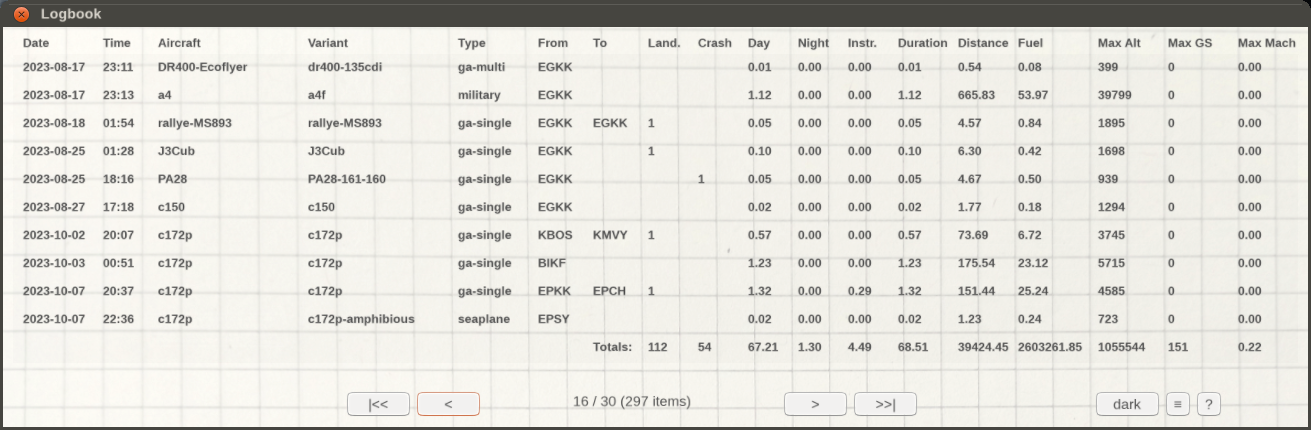 Logbook
Date Time Aircraft Variant Type From To Land. Crash Day Night Instr. Duration Distance Fuel Max Alt Max GS Max Mach
2023-08-17 23:11 DR400-Ecoflyer dr400-135cdi ga-multi EGKK 0.01 0.00 0.00 0.01 0.54 0.08 399 0 0.00
2023-08-17 23:13 a4 a4f military EGKK 1.12 0.00 0.00 1.12 665.83 53.97 39799 0 0.00
2023-08-18 01:54 rallye-MS893 rallye-MS893 ga-single EGKK EGKK 1 0.05 0.00 0.00 0.05 4.57 0.84 1895 0 0.00
2023-08-25 01:28 J3Cub J3Cub ga-single EGKK 1 0.10 0.00 0.00 0.10 6.30 0.42 1698 0 0.00
2023-08-25 18:16 PA28 PA28-161-160 ga-single EGKK 1 0.05 0.00 0.00 0.05 4.67 0.50 939 0 0.00
2023-08-27 17:18 c150 c150 ga-single EGKK 0.02 0.00 0.00 0.02 1.77 0.18 1294 0 0.00
2023-10-02 20:07 c172p c172p ga-single KBOS KMVY 1 0.57 0.00 0.00 0.57 73.69 6.72 3745 0 0.00
2023-10-03 00:51 c172p c172p ga-single BIKF 1.23 0.00 0.00 1.23 175.54 23.12 5715 0 0.00
2023-10-07 20:37 c172p c172p ga-single EPKK EPCH 1 1.32 0.00 0.29 1.32 151.44 25.24 4585 0 0.00
2023-10-07 22:36 c172p c172p-amphibious seaplane EPSY 0.02 0.00 0.00 0.02 1.23 0.24 723 0 0.00
Totals: 112 54 67.21 1.30 4.49 68.51 39424.45 2603261.85 1055544 151 0.22
|<< < 16 / 30 (297 items) > >>| dark ≡ ?